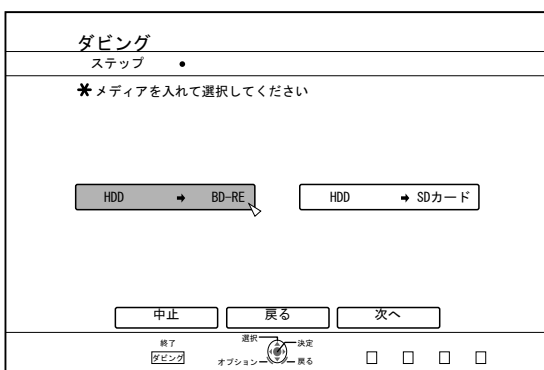 ダビング
ステップ ●
＊メディアを入れて選択してください
HDD ➡ BD-RE
HDD ➡ SDカード
中止
戻る
次へ
終了
ダビング
選択
決定
オプション
戻る